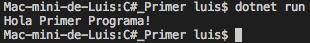 Mac-mini-de-Luis:C#_Primer luis$ dotnet run
Hola Primer Programa!
Mac-mini-de-Luis:C#_Primer luis$